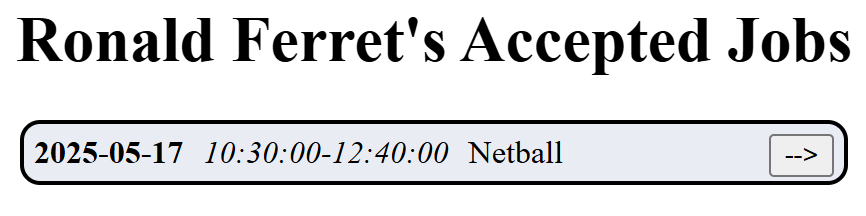 Ronald Ferret's Accepted Jobs
2025-05-17 10:30:00-12:40:00 Netball -->